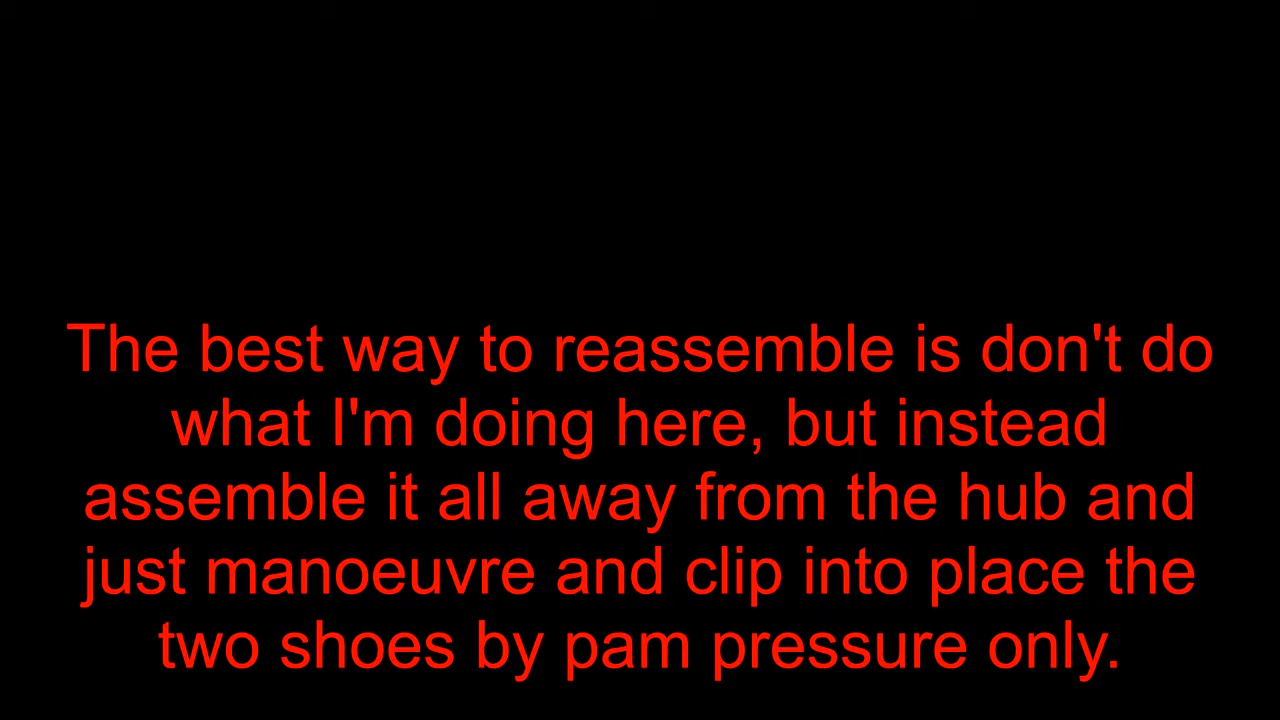 The best way to reassemble is don't do
what I'm doing here, but instead
assemble it all away from the hub and
just manoeuvre and clip into place the
two shoes by pam pressure only.